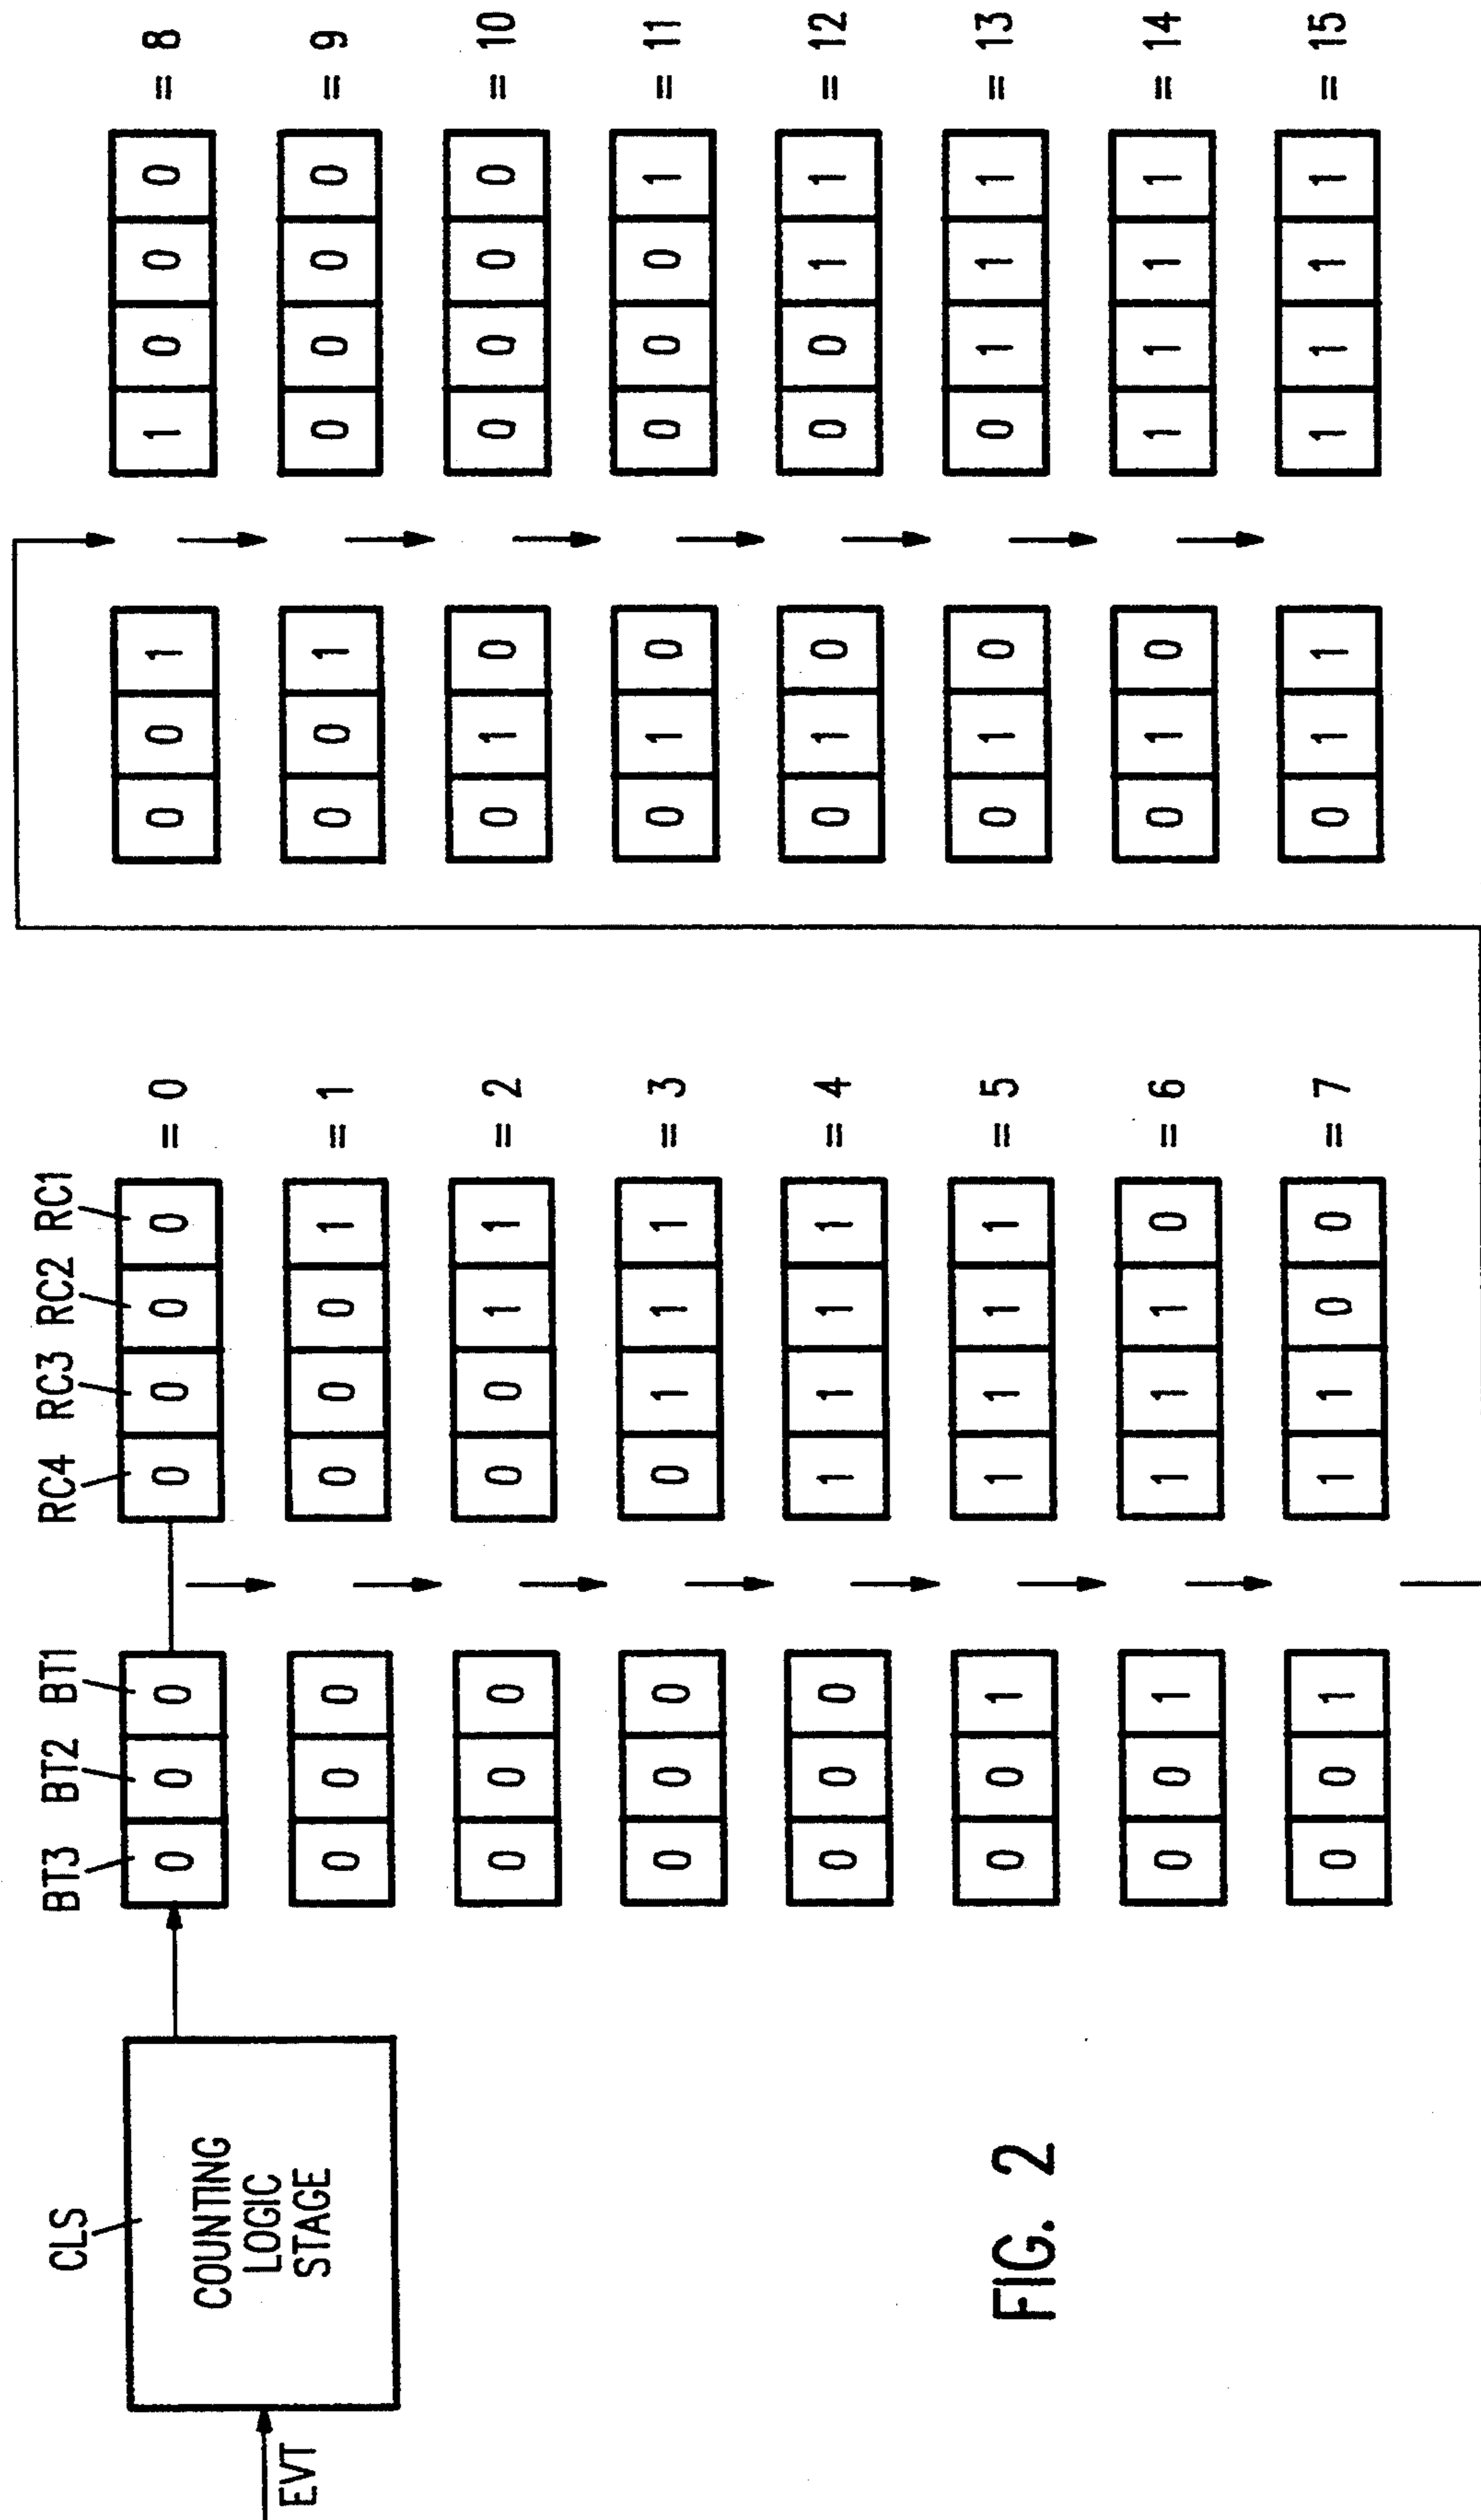 CLS
BT3 BT2 BT1
RC4 RC3 RC2 RC1
EVT
COUNTING
LOGIC
STAGE
0 0 0 0 0 0 0 = 0
0 0 0 0 0 0 1 = 1
0 0 0 0 0 1 1 = 2
0 0 0 0 1 1 1 = 3
0 0 0 1 1 1 1 = 4
0 0 1 1 1 1 1 = 5
0 0 1 1 1 1 0 = 6
0 0 1 1 1 0 0 = 7
0 0 1 1 0 0 0 = 8
0 0 1 0 0 0 0 = 9
0 1 0 0 0 0 0 = 10
0 1 0 0 0 0 1 = 11
0 1 0 0 0 1 1 = 12
0 1 0 0 1 1 1 = 13
0 1 0 1 1 1 1 = 14
0 1 1 1 1 1 1 = 15
FIG. 2